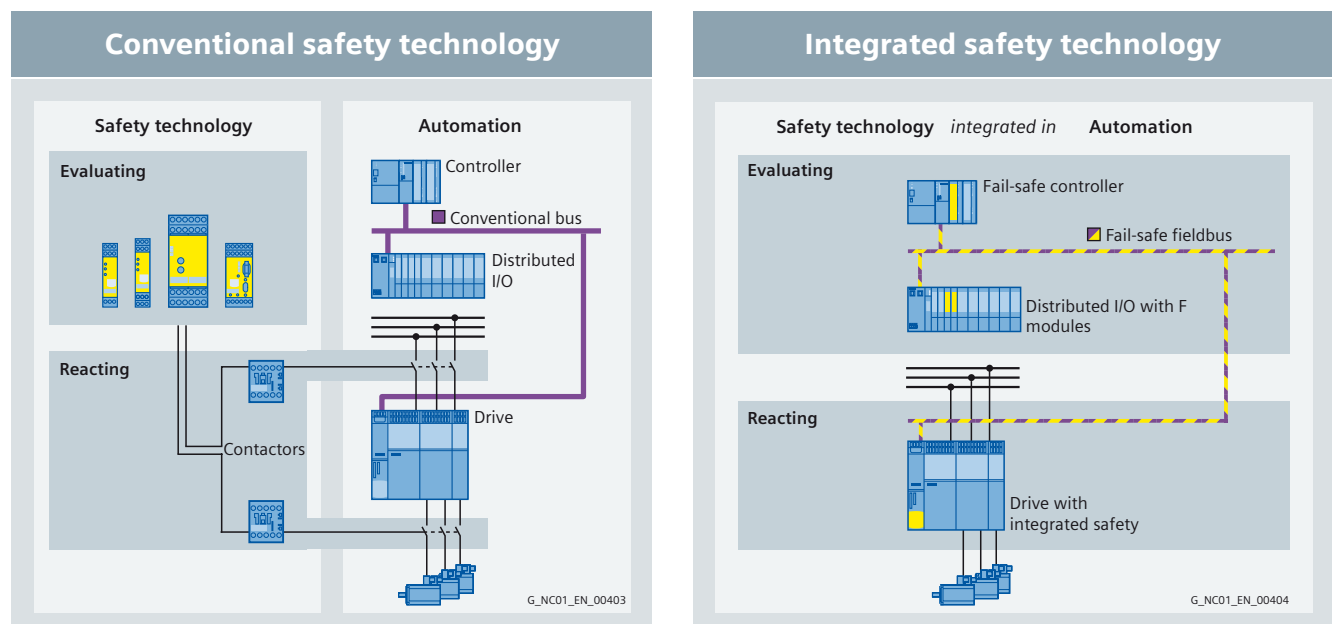 Conventional safety technology
Safety technology
Automation
Evaluating
Controller
Conventional bus
Distributed
I/O
Reacting
Drive
Contactors
G_NC01_EN_00403
Integrated safety technology
Safety technology integrated in Automation
Evaluating
Fail-safe controller
Fail-safe fieldbus
Distributed I/O with F
modules
Reacting
Drive with
integrated safety
G_NC01_EN_00404